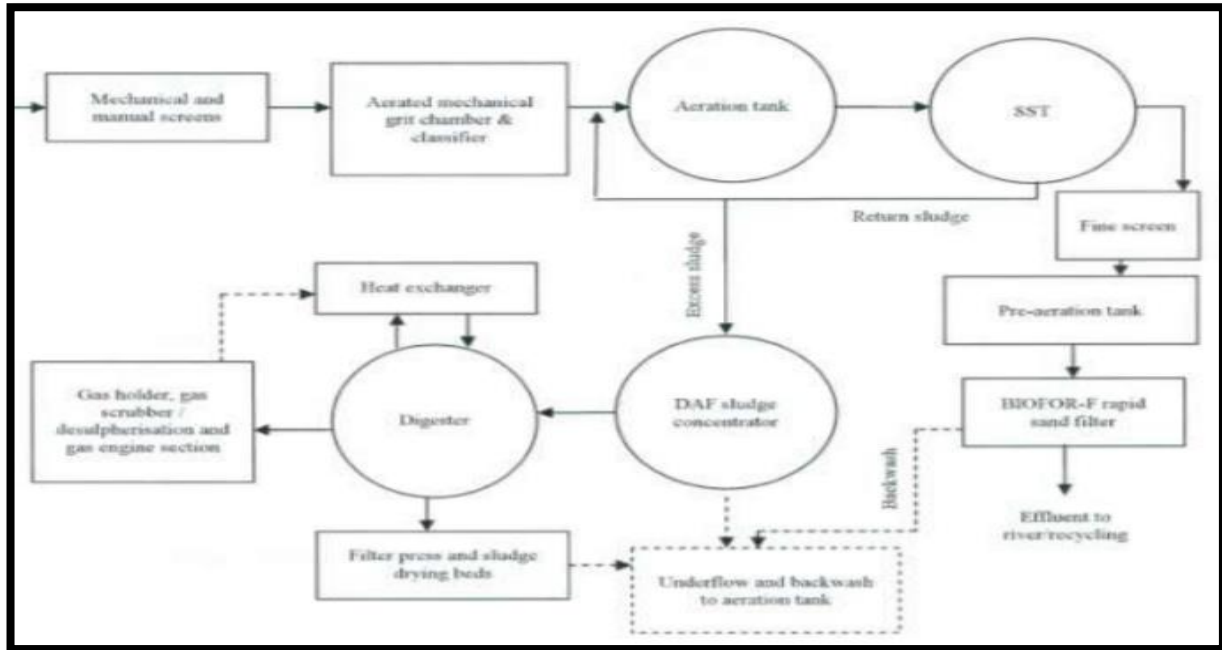 Mechanical and
manual screens
Aerated mechanical
grit chamber &
classifier
Aeration tank
SST
Return sludge
Fine screen
Excess sludge
Heat exchanger
Pre-aeration tank
Gas holder, gas
scrubber /
desulpherisation and
gas engine section
Digester
DAF sludge
concentrator
BIOFOR-F rapid
sand filter
Backwash
Effluent to
river/recycling
Filter press and sludge
drying beds
Underflow and backwash
to aeration tank